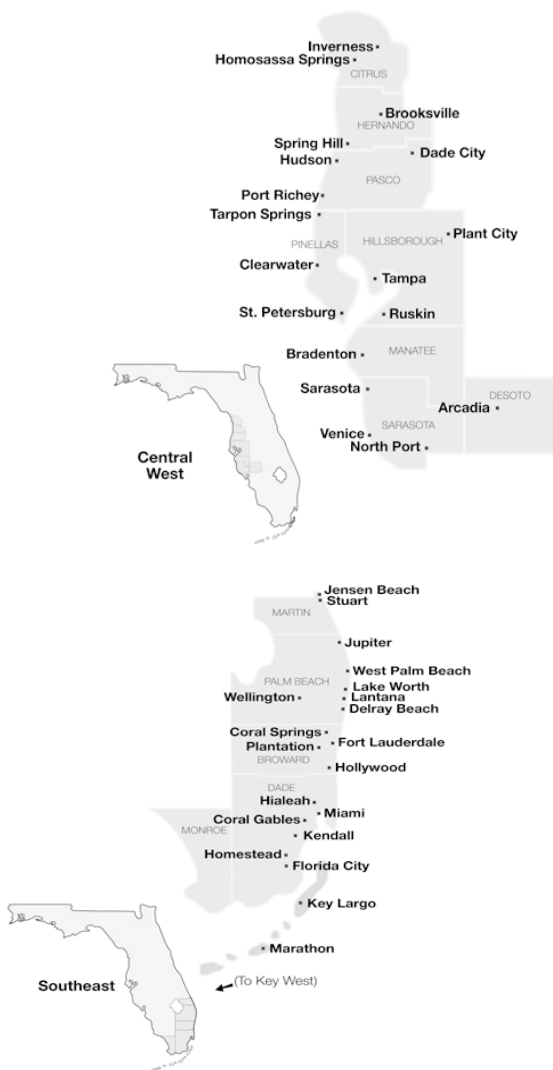 Inverness
Homosassa Springs
CITRUS
Brooksville
HERNANDO
Spring Hill
Dade City
Hudson
PASCO
Port Richey
Tarpon Springs
Plant City
PINELLAS
HILLSBOROUGH
Clearwater
Tampa
St. Petersburg
Ruskin
Bradenton
MANATEE
Sarasota
DESOTO
Arcadia
SARASOTA
Venice
North Port
Central
West
Jensen Beach
Stuart
MARTIN
Jupiter
West Palm Beach
PALM BEACH
Lake Worth
Wellington
Lantana
Delray Beach
Coral Springs
Fort Lauderdale
Plantation
BROWARD
Hollywood
DADE
Hialeah
Miami
Coral Gables
MONROE
Kendall
Homestead
Florida City
Key Largo
Marathon
(To Key West)
Southeast